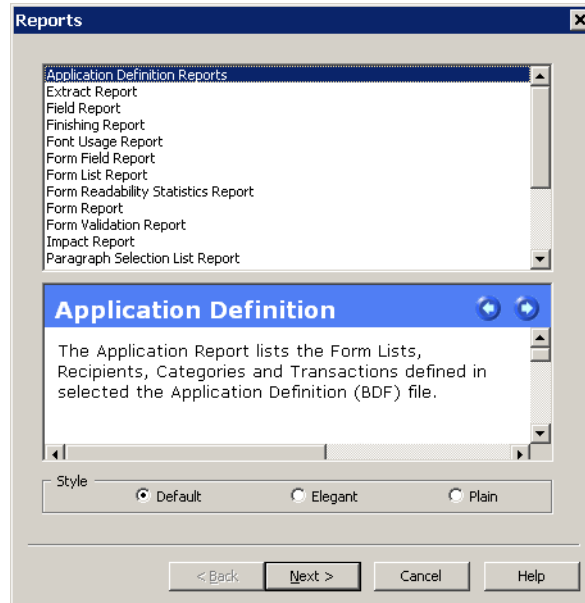 Reports
Application Definition Reports
Extract Report
Field Report
Finishing Report
Font Usage Report
Form Field Report
Form List Report
Form Readability Statistics Report
Form Report
Form Validation Report
Impact Report
Paragraph Selection List Report
Application Definition
The Application Report lists the Form Lists,
Recipients, Categories and Transactions defined in
selected the Application Definition (BDF) file.
Style
Default Elegant Plain
< Back Next > Cancel Help